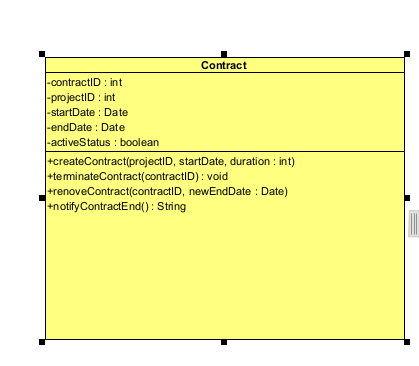 Contract
-contractID : int
-projectID : int
-startDate : Date
-endDate : Date
-activeStatus : boolean
+createContract(projectID, startDate, duration : int)
+terminateContract(contractID) : void
+renoveContract(contractID, newEndDate : Date)
+notifyContractEnd() : String